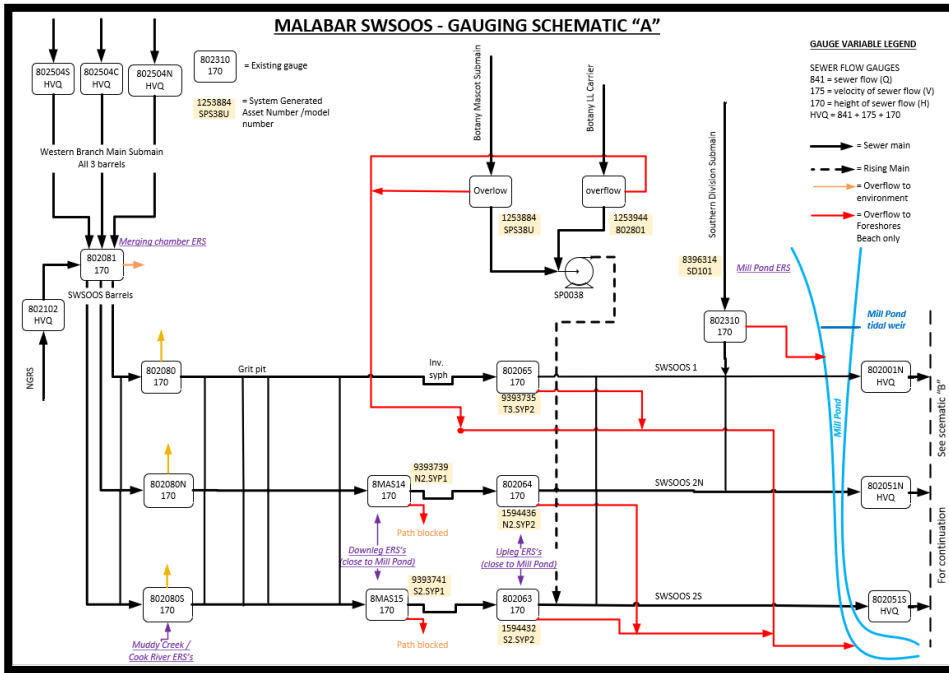 MALABAR SWSOOS - GAUGING SCHEMATIC “A”
802504S
HVQ
802504C
HVQ
802504N
HVQ
802310
170
= Existing gauge
1253884
SPS38U
= System Generated
Asset Number /model
number
Western Branch Main Submain
All 3 barrels
Merging chamber ERS
802081
170
SWSOOS Barrels
802102
HVQ
NGRS
Botany Mascot Submain
Botany LL Carrier
Southern Division Submain
Overlow
overflow
1253884
SPS38U
1253944
802801
SP0038
8396314
SD101
Mill Pond ERS
802310
170
GAUGE VARIABLE LEGEND
SEWER FLOW GAUGES
841 = sewer flow (Q)
175 = velocity of sewer flow (V)
170 = height of sewer flow (H)
HVQ = 841 + 175 + 170
= Sewer main
= Rising Main
= Overflow to
environment
= Overflow to
Foreshores
Beach only
Mill Pond
tidal weir
Mill Pond
802080
170
Grit pit
Inv.
syph
802065
170
9393735
T3.SYP2
SWSOOS 1
802001N
HVQ
See scematic “B”
For continuation
802080N
170
8MAS14
170
9393739
N2.SYP1
Path blocked
802064
170
1594436
N2.SYP2
SWSOOS 2N
802051N
HVQ
Downleg ERS's
(close to Mill Pond)
Upleg ERS's
(close to Mill Pond)
802080S
170
8MAS15
170
9393741
S2.SYP1
Path blocked
802063
170
1594432
S2.SYP2
SWSOOS 2S
802051S
HVQ
Muddy Creek /
Cook River ERS's